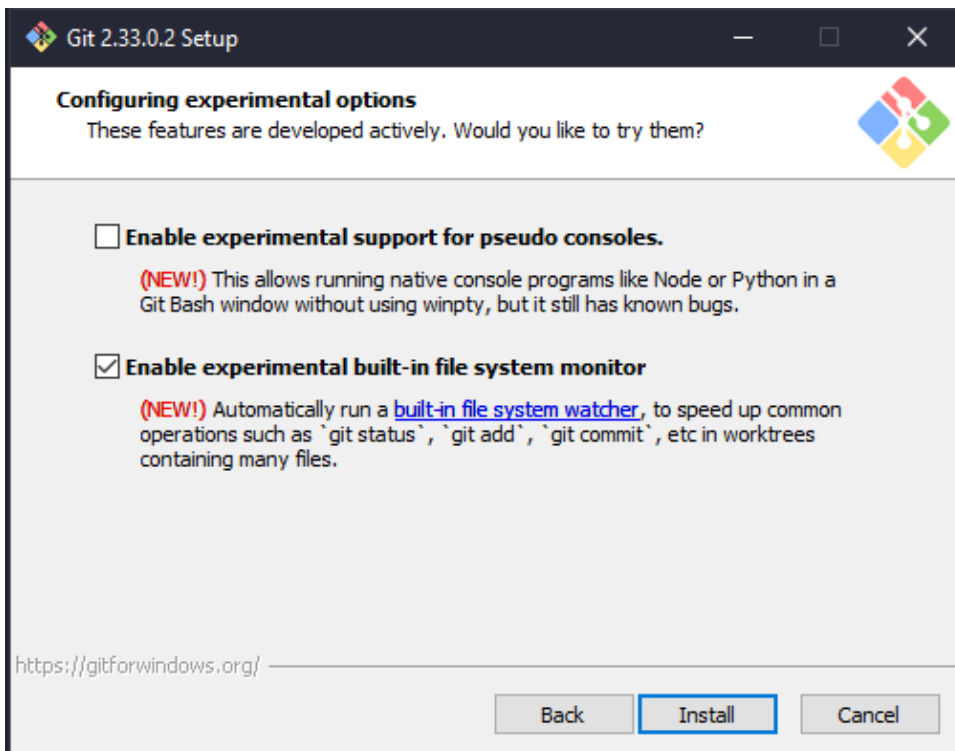 Git 2.33.0.2 Setup
Configuring experimental options
These features are developed actively. Would you like to try them?
Enable experimental support for pseudo consoles.
(NEW!) This allows running native console programs like Node or Python in a
Git Bash window without using winpty, but it still has known bugs.
Enable experimental built-in file system monitor
(NEW!) Automatically run a built-in file system watcher, to speed up common
operations such as `git status`, `git add`, `git commit`, etc in worktrees
containing many files.
https://gitforwindows.org/
Back Install Cancel